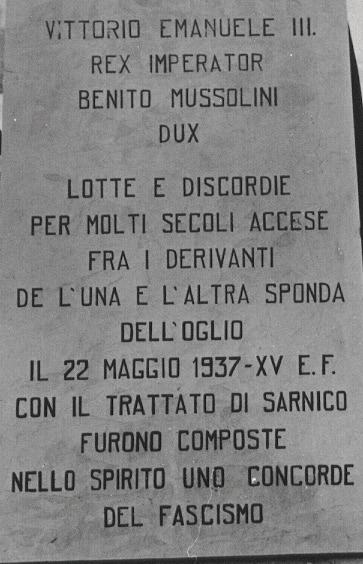 VITTORIO EMANUELE III.
REX IMPERATOR
BENITO MUSSOLINI
DUX
LOTTE E DISCORDIE
PER MOLTI SECOLI ACCESE
FRA I DERIVANTI
DE L'UNA E L'ALTRA SPONDA
DELL'OGLIO
IL 22 MAGGIO 1937-XV E.F.
CON IL TRATTATO DI SARNICO
FURONO COMPOSTE
NELLO SPIRITO UNO CONCORDE
DEL FASCISMO